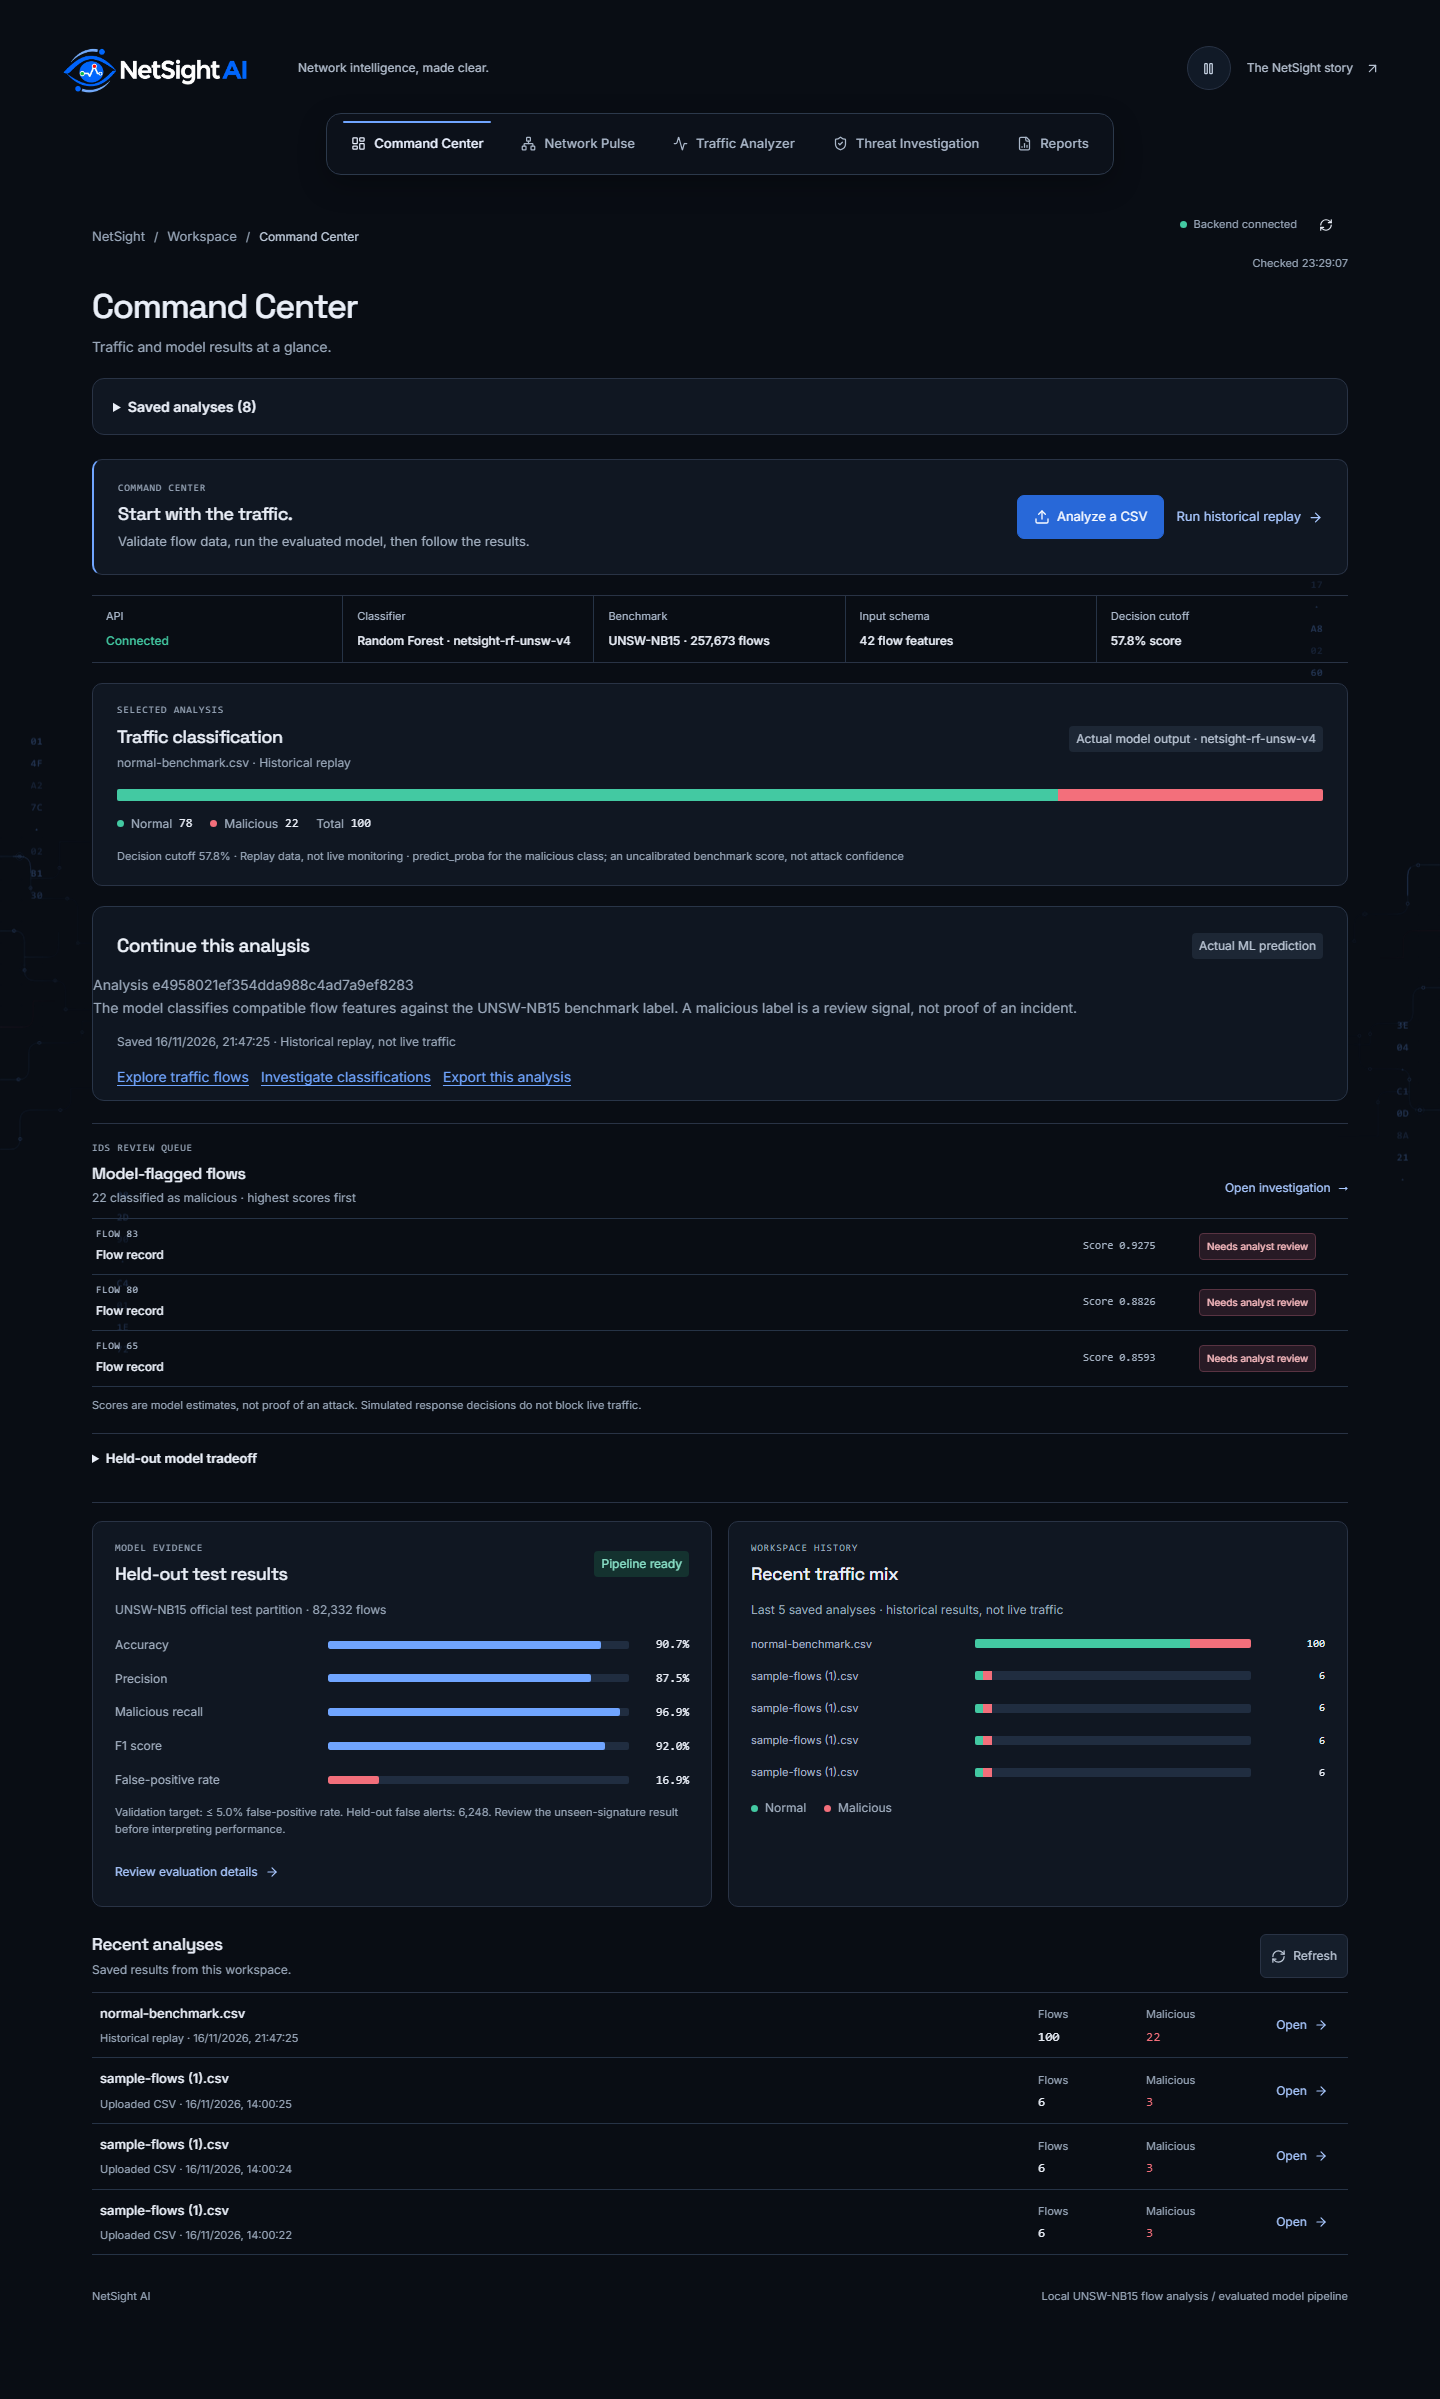 NetSight AI
Network intelligence, made clear.
The NetSight story
Command Center
Network Pulse
Traffic Analyzer
Threat Investigation
Reports
NetSight / Workspace / Command Center
Backend connected
Checked 23:29:07
Command Center
Traffic and model results at a glance.
Saved analyses (8)
COMMAND CENTER
Start with the traffic.
Validate flow data, run the evaluated model, then follow the results.
Analyze a CSV
Run historical replay
API
Connected
Classifier
Random Forest · netsight-rf-unsw-v4
Benchmark
UNSW-NB15 · 257,673 flows
Input schema
42 flow features
Decision cutoff
57.8% score
17
A8
02
60
SELECTED ANALYSIS
Traffic classification
normal-benchmark.csv · Historical replay
Actual model output · netsight-rf-unsw-v4
Normal 78 Malicious 22 Total 100
Decision cutoff 57.8% · Replay data, not live monitoring · predict_proba for the malicious class; an uncalibrated benchmark score, not attack confidence
01
4F
A2
7C
02
B1
30
Continue this analysis
Actual ML prediction
Analysis e4958021ef354dda988c4ad7a9ef8283
The model classifies compatible flow features against the UNSW-NB15 benchmark label. A malicious label is a review signal, not proof of an incident.
Saved 16/11/2026, 21:47:25 · Historical replay, not live traffic
Explore traffic flows Investigate classifications Export this analysis
3E
04
C1
0D
8A
21
IDS REVIEW QUEUE
Model-flagged flows
22 classified as malicious · highest scores first
Open investigation →
FLOW 83
Flow record
Score 0.9275
Needs analyst review
FLOW 80
Flow record
Score 0.8826
Needs analyst review
FLOW 65
Flow record
Score 0.8593
Needs analyst review
Scores are model estimates, not proof of an attack. Simulated response decisions do not block live traffic.
Held-out model tradeoff
MODEL EVIDENCE
Held-out test results
Pipeline ready
UNSW-NB15 official test partition · 82,332 flows
Accuracy 90.7%
Precision 87.5%
Malicious recall 96.9%
F1 score 92.0%
False-positive rate 16.9%
Validation target: ≤ 5.0% false-positive rate. Held-out false alerts: 6,248. Review the unseen-signature result
before interpreting performance.
Review evaluation details
WORKSPACE HISTORY
Recent traffic mix
Last 5 saved analyses · historical results, not live traffic
normal-benchmark.csv 100
sample-flows (1).csv 6
sample-flows (1).csv 6
sample-flows (1).csv 6
sample-flows (1).csv 6
Normal Malicious
Recent analyses
Saved results from this workspace.
Refresh
normal-benchmark.csv
Historical replay · 16/11/2026, 21:47:25
Flows
100
Malicious
22
Open
sample-flows (1).csv
Uploaded CSV · 16/11/2026, 14:00:25
Flows
6
Malicious
3
Open
sample-flows (1).csv
Uploaded CSV · 16/11/2026, 14:00:24
Flows
6
Malicious
3
Open
sample-flows (1).csv
Uploaded CSV · 16/11/2026, 14:00:22
Flows
6
Malicious
3
Open
NetSight AI
Local UNSW-NB15 flow analysis / evaluated model pipeline